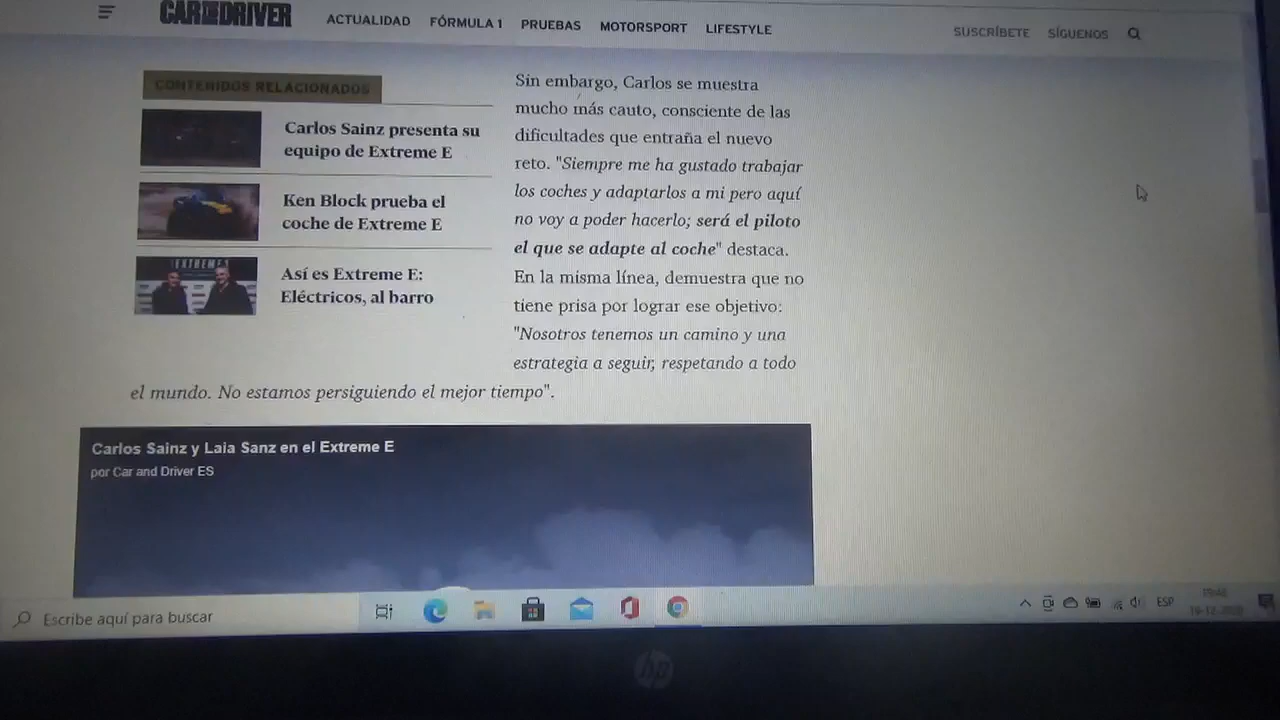 CAR AND DRIVER
ACTUALIDAD
FÓRMULA 1
PRUEBAS
MOTORSPORT
LIFESTYLE
SUSCRÍBETE
SÍGUENOS
CONTENIDOS RELACIONADOS
Carlos Sainz presenta su
equipo de Extreme E
Ken Block prueba el
coche de Extreme E
EXTREME
Así es Extreme E:
Eléctricos, al barro
Sin embargo, Carlos se muestra
mucho más cauto, consciente de las
dificultades que entraña el nuevo
reto. "Siempre me ha gustado trabajar
los coches y adaptarlos a mi pero aquí
no voy a poder hacerlo; será el piloto
el que se adapte al coche" destaca.
En la misma línea, demuestra que no
tiene prisa por lograr ese objetivo:
"Nosotros tenemos un camino y una
estrategia a seguir, respetando a todo
el mundo. No estamos persiguiendo el mejor tiempo".
Carlos Sainz y Laia Sanz en el Extreme E
por Car and Driver ES
Escribe aquí para buscar
ESP
hp